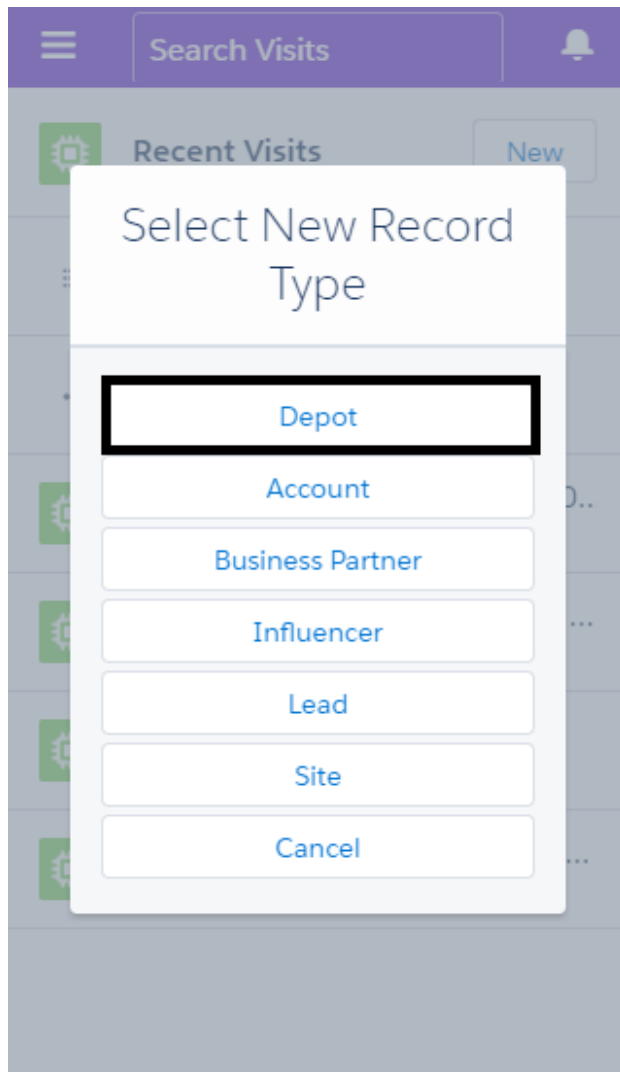 Search Visits
Recent Visits
New
Select New Record
Type
Depot
Account
Business Partner
Influencer
Lead
Site
Cancel